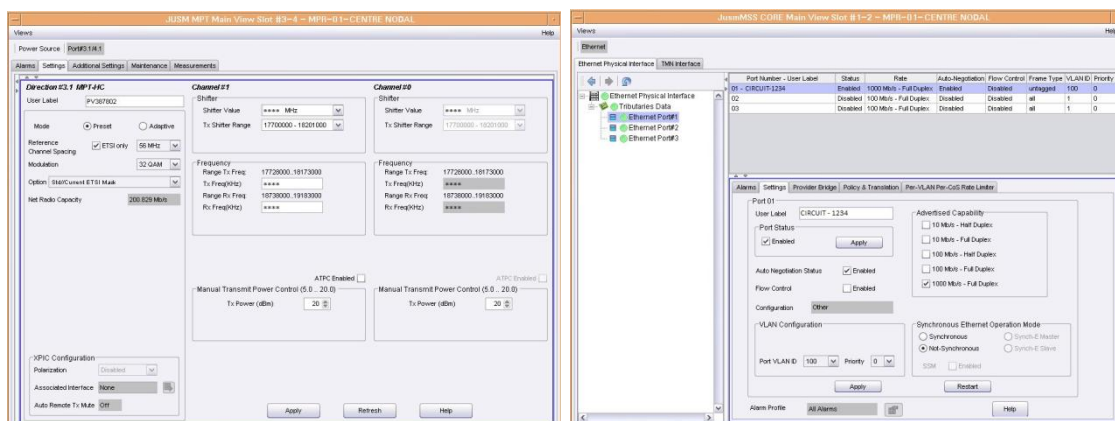 JUSM MPT Main View Slot #3-4 - MPR-01-CENTRE NODAL
Views
Help
Power Source Port#3.1/4.1
Alarms Settings Additional Settings Maintenance Measurements
Direction#3.1 MPT-HC
User Label PV387802
Mode Preset Adaptive
Reference
Channel Spacing ETSI only 56 MHz
Modulation 32 QAM
Option Std/Current ETSI Mask
Net Radio Capacity 200.829 Mb/s
XPIC Configuration
Polarization Disabled
Associated Interface None
Auto Remote Tx Mute Off
Channel#1
Shifter
Shifter Value **** MHz
Tx Shifter Range 17700000 - 18201000
Frequency
Range Tx Freq: 17728000..18173000
Tx Freq(KHz) ****
Range Rx Freq: 18738000..19183000
Rx Freq(KHz) ****
ATPC Enabled
Manual Transmit Power Control (5.0 .. 20.0)
Tx Power (dBm) 20
Channel#0
Shifter
Shifter Value **** MHz
Tx Shifter Range 17700000 - 18201000
Frequency
Range Tx Freq: 17728000..18173000
Tx Freq(KHz) ****
Range Rx Freq: 18738000..19183000
Rx Freq(KHz) ****
ATPC Enabled
Manual Transmit Power Control (5.0 .. 20.0)
Tx Power (dBm) 20
Apply Refresh Help
JusmMSS CORE Main View Slot #1-2 - MPR-01-CENTRE NODAL
Views
Help
Ethernet
Ethernet Physical Interface TMN Interface
Ethernet Physical Interface
Tributaries Data
Ethernet Port#1
Ethernet Port#2
Ethernet Port#3
Port Number - User Label Status Rate Auto-Negotiation Flow Control Frame Type VLAN ID Priority
01 - CIRCUIT-1234 Enabled 1000 Mb/s - Full Duplex Enabled Disabled untagged 100 0
02 Disabled 100 Mb/s - Full Duplex Disabled Disabled all 1 0
03 Disabled 100 Mb/s - Full Duplex Disabled Disabled all 1 0
Alarms Settings Provider Bridge Policy & Translation Per-VLAN Per-CoS Rate Limiter
Port 01
User Label CIRCUIT - 1234
Port Status
Enabled Apply
Auto Negotiation Status Enabled
Flow Control Enabled
Configuration Other
Advertised Capability
10 Mb/s - Half Duplex
10 Mb/s - Full Duplex
100 Mb/s - Half Duplex
100 Mb/s - Full Duplex
1000 Mb/s - Full Duplex
VLAN Configuration
Port VLAN ID 100 Priority 0
Apply
Synchronous Ethernet Operation Mode
Synchronous Synch-E Master
Not-Synchronous Synch-E Slave
SSM Enabled
Restart
Alarm Profile All Alarms
Help